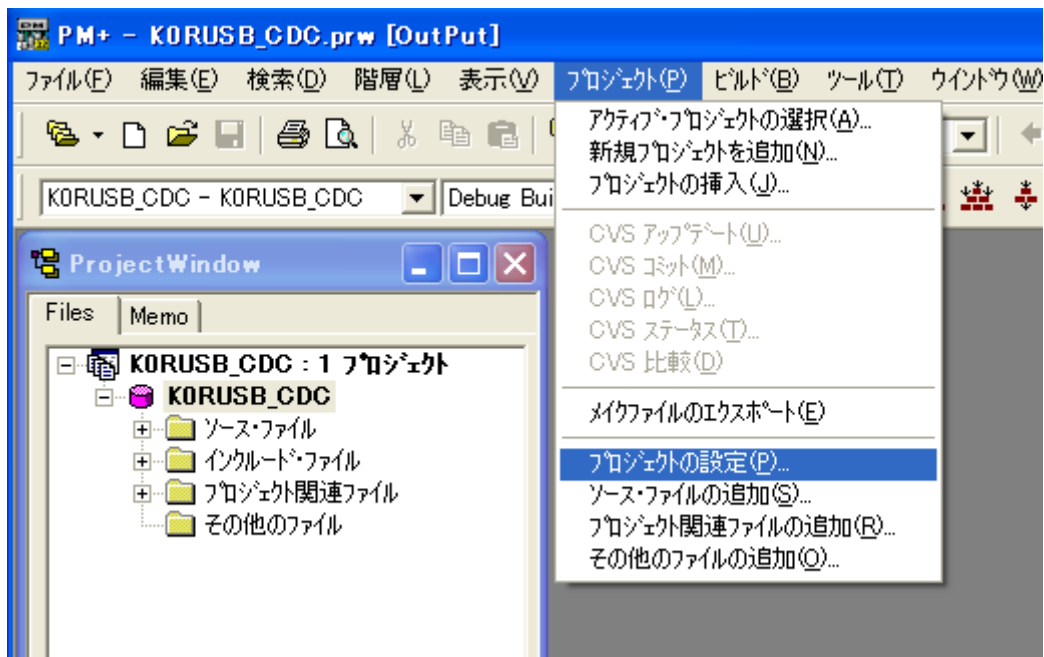 PM+ - K0RUSB_CDC.prw [OutPut]
ファイル(F) 編集(E) 検索(D) 階層(L) 表示(V) プロジェクト(P) ビルド(B) ツール(T) ウインドウ(W)
アクティブ・プロジェクトの選択(A)...
新規プロジェクトを追加(N)...
プロジェクトの挿入(J)...
CVS アップデート(U)...
CVS コミット(M)...
CVS ログ(L)...
CVS ステータス(T)...
CVS 比較(D)
メイクファイルのエクスポート(E)
プロジェクトの設定(P)...
ソース・ファイルの追加(S)...
プロジェクト関連ファイルの追加(R)...
その他のファイルの追加(O)...
K0RUSB_CDC - K0RUSB_CDC Debug Bui
ProjectWindow
Files Memo
K0RUSB_CDC : 1 プロジェクト
K0RUSB_CDC
ソース・ファイル
インクルード・ファイル
プロジェクト関連ファイル
その他のファイル